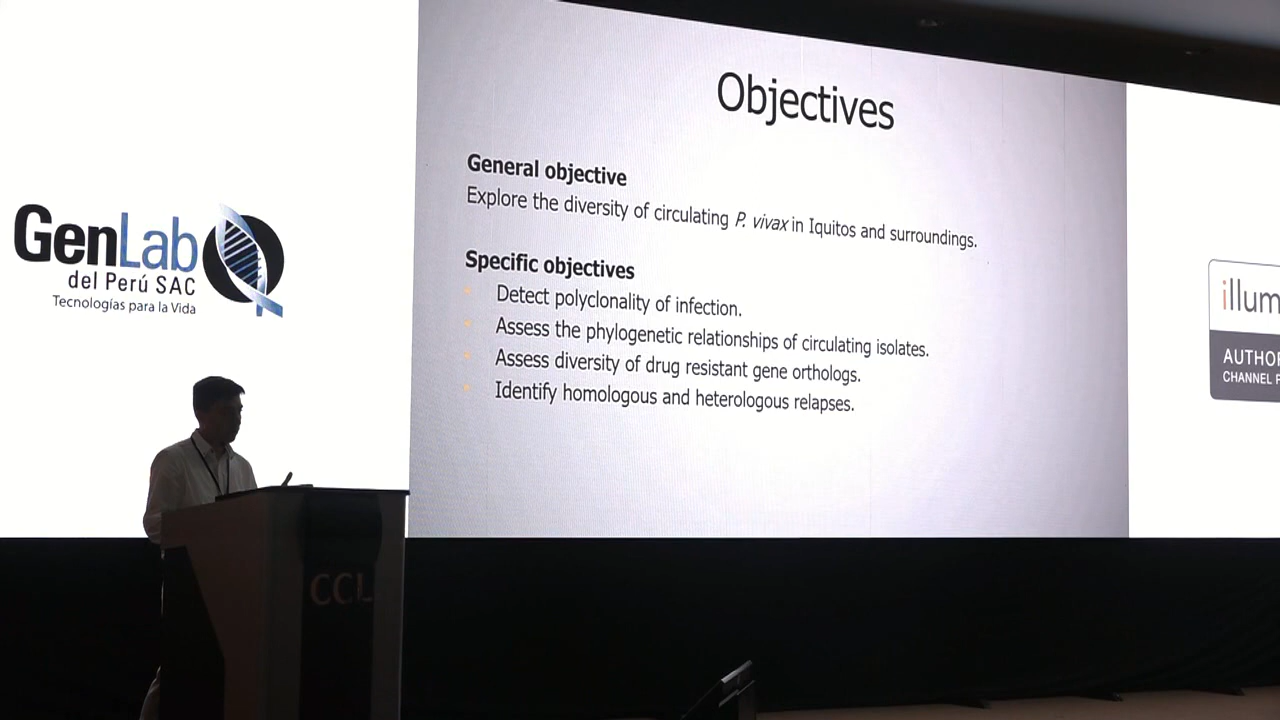 Objectives
General objective
Explore the diversity of circulating P. vivax in Iquitos and surroundings.
Specific objectives
Detect polyclonality of infection.
Assess the phylogenetic relationships of circulating isolates.
Assess diversity of drug resistant gene orthologs.
Identify homologous and heterologous relapses.
GenLab
del Perú SAC
Tecnologías para la Vida
illum
AUTHO
CHANNEL
CCL